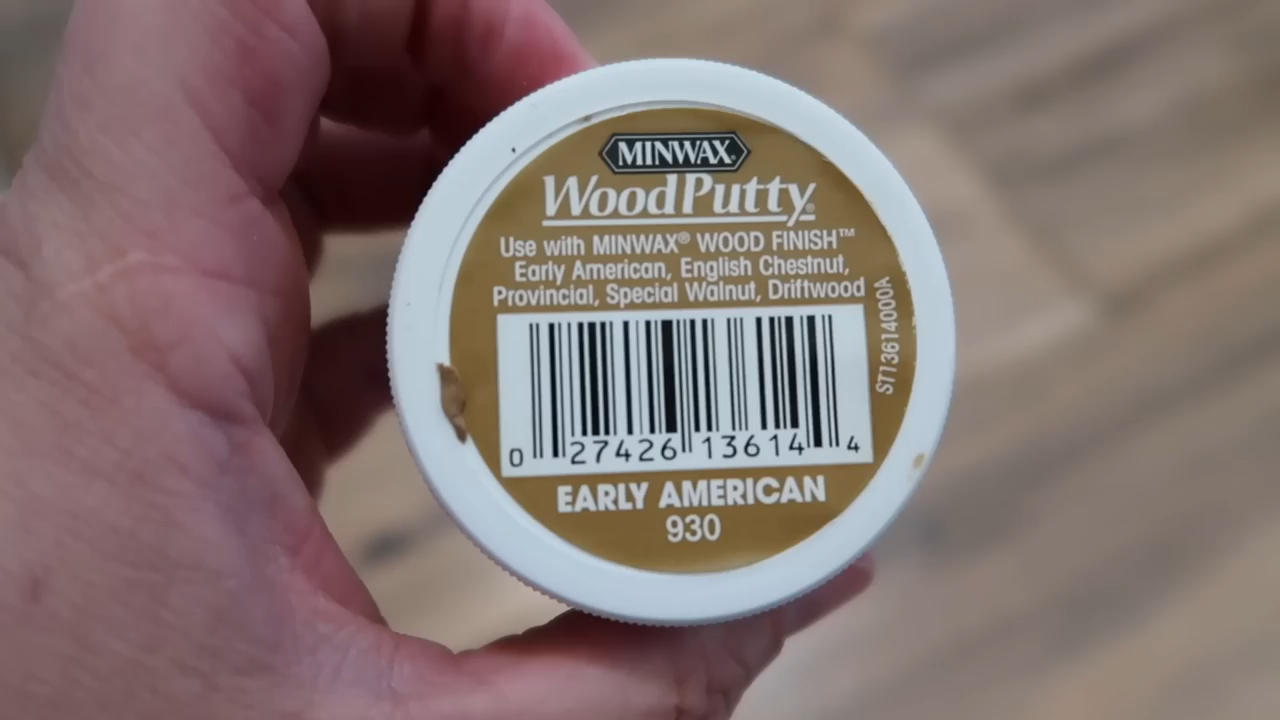 MINWAX®
WoodPutty®
Use with MINWAX® WOOD FINISH™
Early American, English Chestnut,
Provincial, Special Walnut, Driftwood
ST13614000A
0 27426 13614 4
EARLY AMERICAN
930